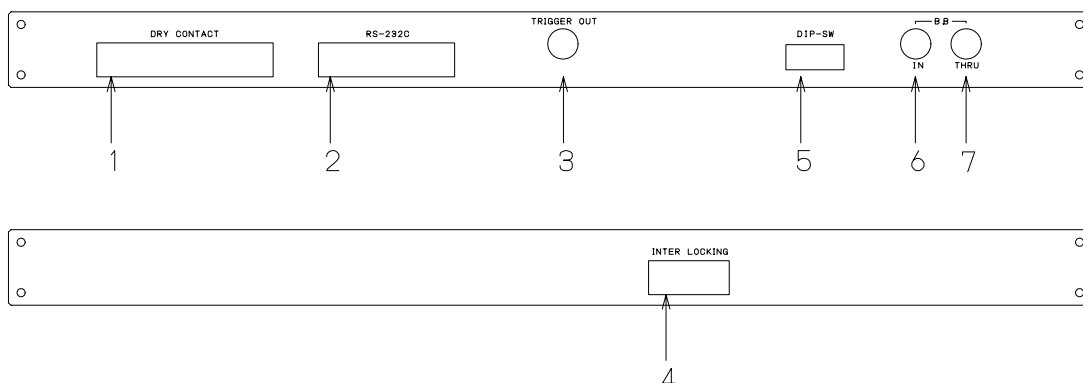 TRIGGER OUT
DRY CONTACT RS-232C DIP-SW B.B
IN THRU
1 2 3 5 6 7
INTER LOCKING
4